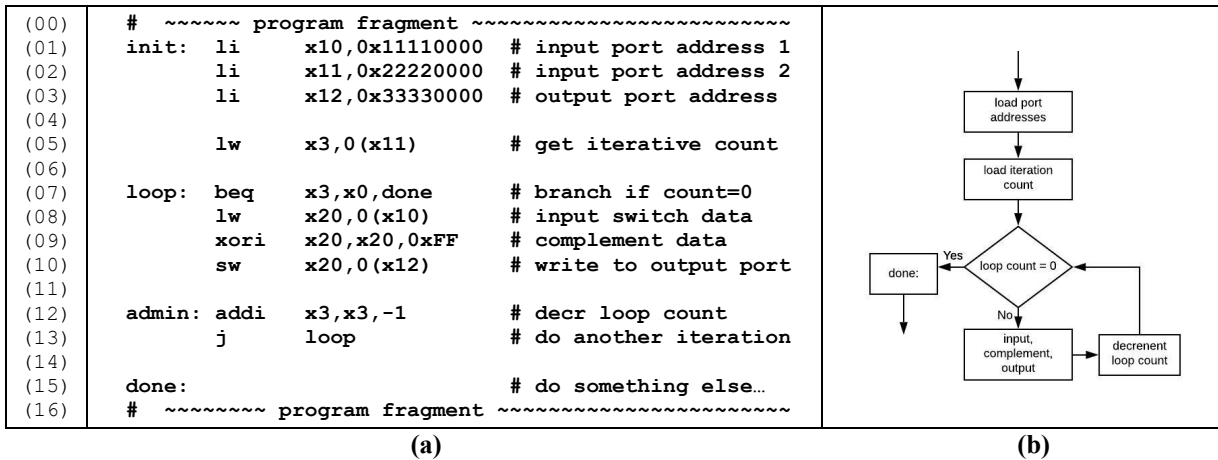 (00) # ~~~~~~ program fragment ~~~~~~~~~~~~~~~~~~~~~~~~~
(01) init: li x10,0x11110000 # input port address 1
(02) li x11,0x22220000 # input port address 2
(03) li x12,0x33330000 # output port address
(04)
(05) lw x3,0(x11) # get iterative count
(06)
(07) loop: beq x3,x0,done # branch if count=0
(08) lw x20,0(x10) # input switch data
(09) xori x20,x20,0xFF # complement data
(10) sw x20,0(x12) # write to output port
(11)
(12) admin: addi x3,x3,-1 # decr loop count
(13) j loop # do another iteration
(14)
(15) done: # do something else…
(16) # ~~~~~~~~ program fragment ~~~~~~~~~~~~~~~~~~~~~~~
(a)
load port
addresses
load iteration
count
loop count = 0
Yes
done:
No
input,
complement,
output
decrenent
loop count
(b)